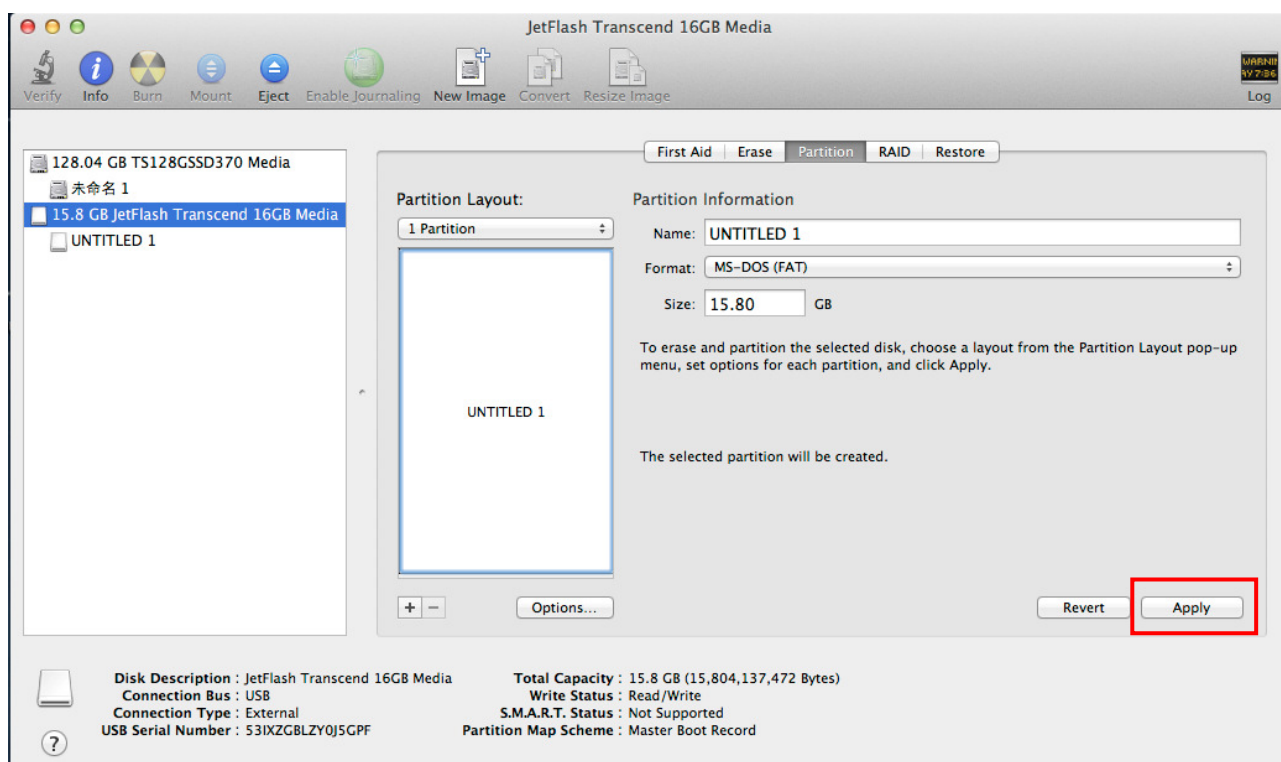 JetFlash Transcend 16GB Media
WARNIN
AY 7:36
Verify Info Burn Mount Eject Enable Journaling New Image Convert Resize Image Log
First Aid Erase Partition RAID Restore
128.04 GB TS128GSSD370 Media
未命名 1
15.8 GB JetFlash Transcend 16GB Media
UNTITLED 1
Partition Layout:
1 Partition
UNTITLED 1
+ − Options...
Partition Information
Name: UNTITLED 1
Format: MS-DOS (FAT)
Size: 15.80 GB
To erase and partition the selected disk, choose a layout from the Partition Layout pop-up
menu, set options for each partition, and click Apply.
The selected partition will be created.
Revert Apply
Disk Description : JetFlash Transcend 16GB Media
Connection Bus : USB
Connection Type : External
USB Serial Number : 53IXZGBLZY0J5GPF
Total Capacity : 15.8 GB (15,804,137,472 Bytes)
Write Status : Read/Write
S.M.A.R.T. Status : Not Supported
Partition Map Scheme : Master Boot Record
?